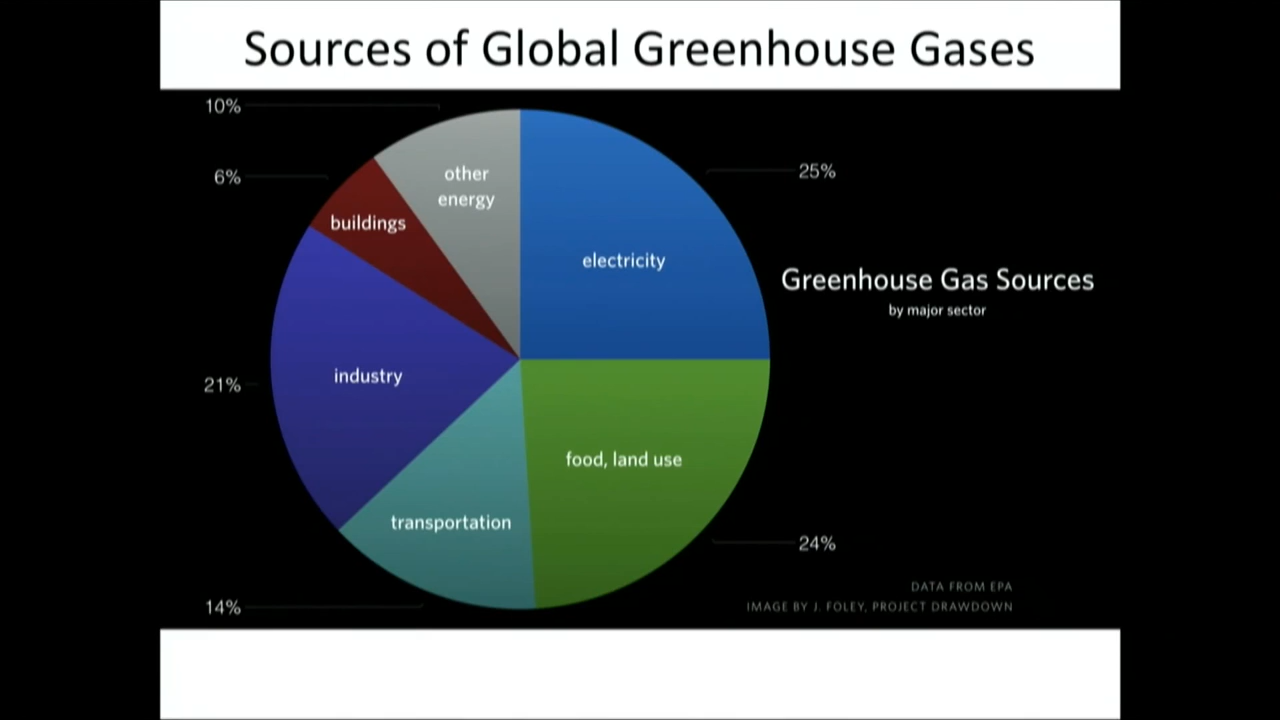 Sources of Global Greenhouse Gases
10%
6%
other
energy
25%
buildings
electricity
Greenhouse Gas Sources
by major sector
industry
21%
food, land use
transportation
24%
14%
DATA FROM EPA
IMAGE BY J. FOLEY, PROJECT DRAWDOWN